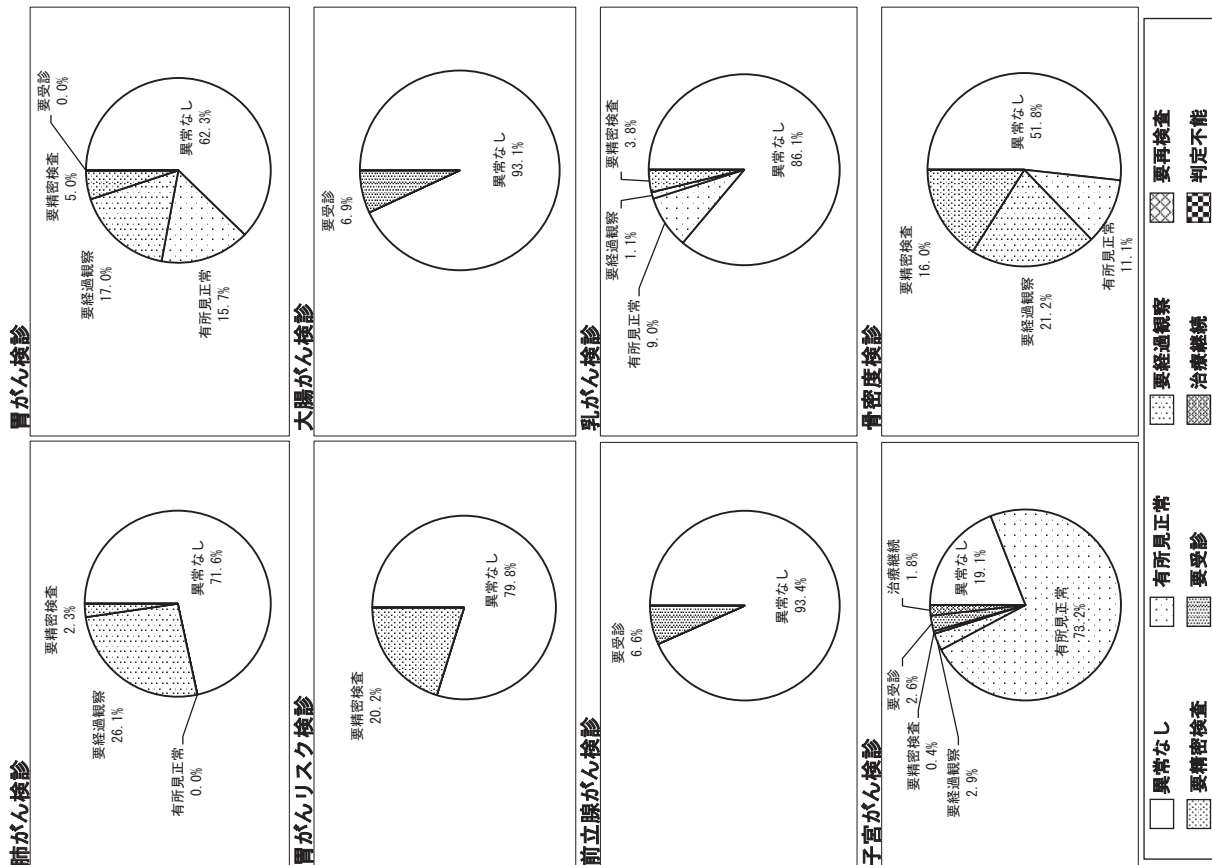 肺がん検診
要精密検査
2.3%
異常なし
71.6%
要経過観察
26.1%
有所見正常
0.0%
胃がん検診
要受診
0.0%
要精密検査
5.0%
異常なし
62.3%
要経過観察
17.0%
有所見正常
15.7%
胃がんリスク検診
異常なし
79.8%
要精密検査
20.2%
大腸がん検診
要受診
6.9%
異常なし
93.1%
前立腺がん検診
要受診
6.6%
異常なし
93.4%
乳がん検診
要精密検査
3.8%
要経過観察
1.1%
有所見正常
9.0%
異常なし
86.1%
子宮がん検診
治療継続
1.8%
異常なし
19.1%
要受診
2.6%
要精密検査
0.4%
要経過観察
2.9%
有所見正常
73.2%
骨密度検診
要精密検査
16.0%
異常なし
51.8%
要経過観察
21.2%
有所見正常
11.1%
異常なし 有所見正常 要経過観察 要再検査
要精密検査 要受診 治療継続 判定不能